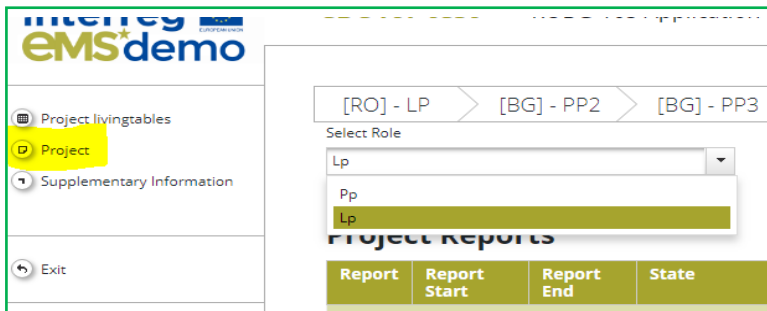 interreg
EUROPEAN UNION
eMS*demo
Project livingtables
Project
Supplementary Information
Exit
[RO] - LP
[BG] - PP2
[BG] - PP3
Select Role
Lp
Pp
Lp
Project Reports
Report
Report Start
Report End
State